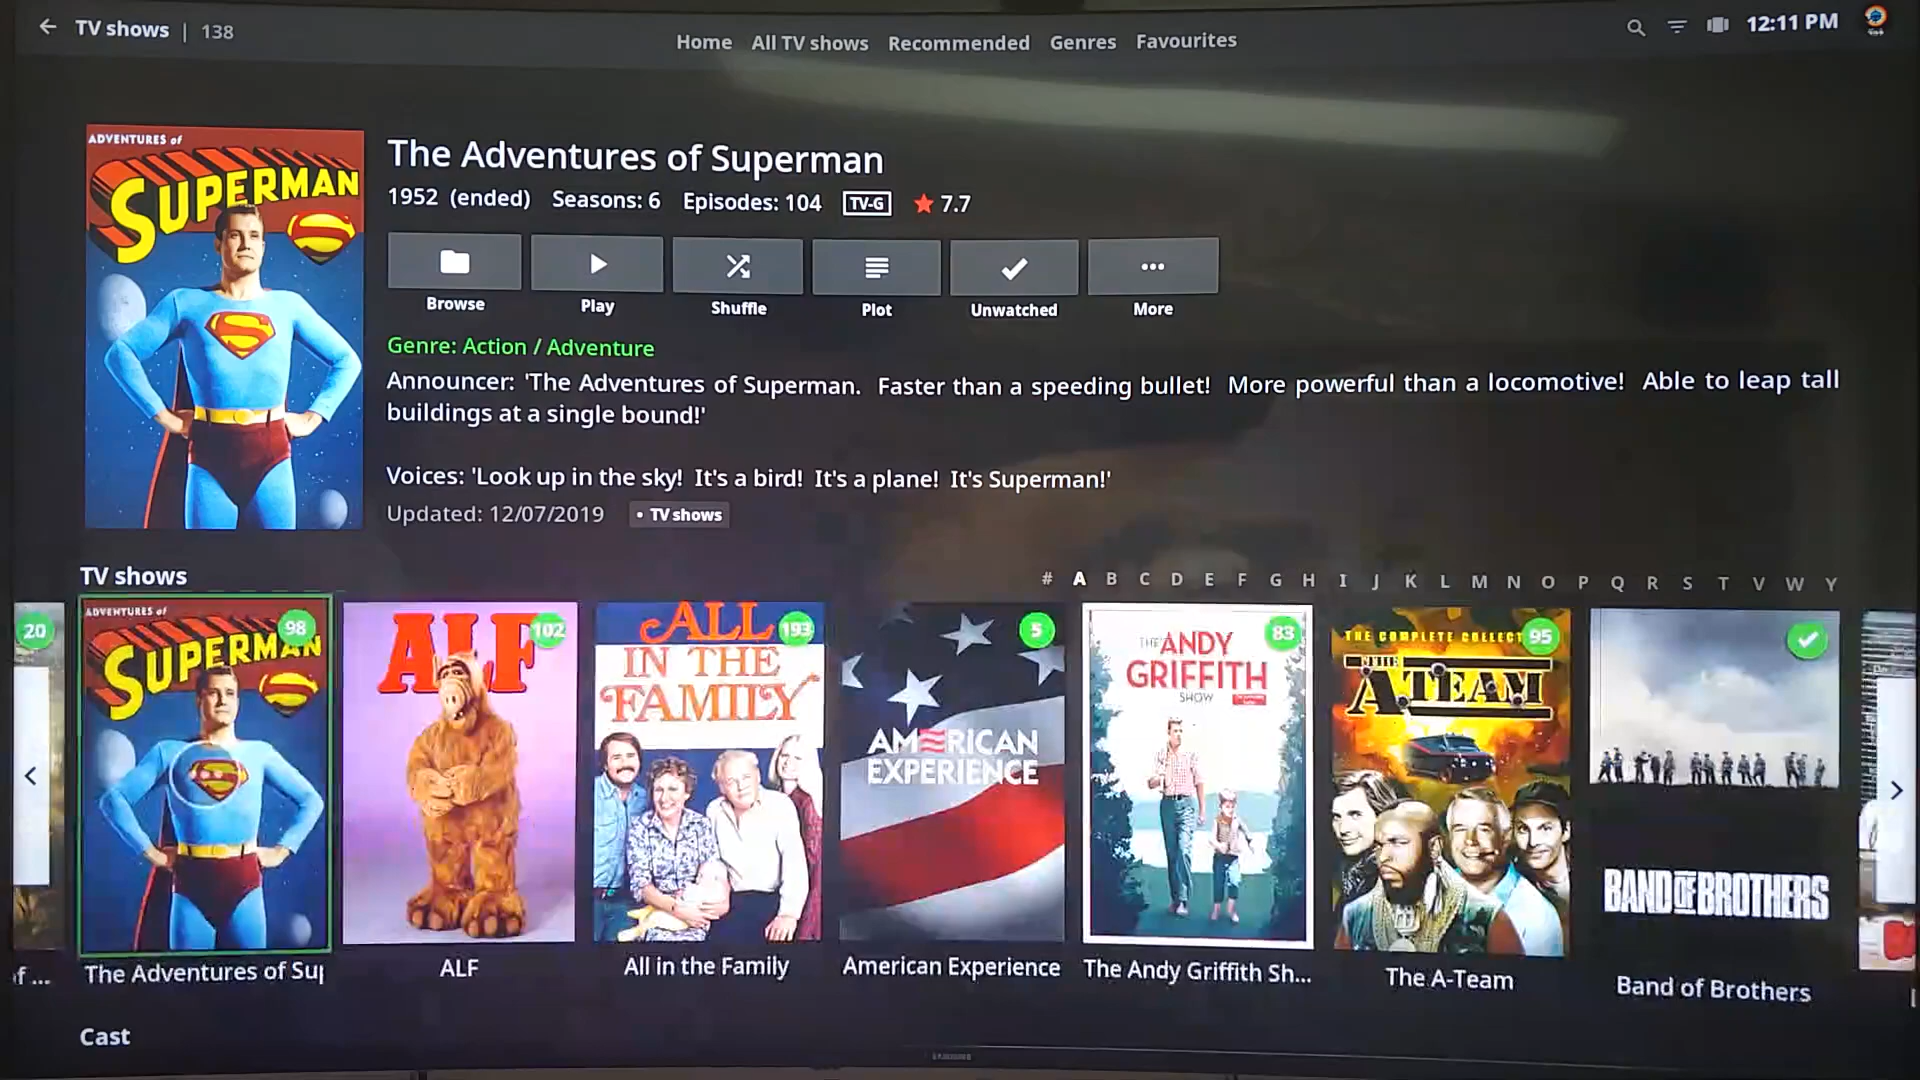 TV shows | 138
Home All TV shows Recommended Genres Favourites
12:11 PM
ADVENTURES of
SUPERMAN
The Adventures of Superman
1952 (ended) Seasons: 6 Episodes: 104 TV-G 7.7
Browse Play Shuffle Plot Unwatched More
Genre: Action / Adventure
Announcer: 'The Adventures of Superman. Faster than a speeding bullet! More powerful than a locomotive! Able to leap tall
buildings at a single bound!'
Voices: 'Look up in the sky! It's a bird! It's a plane! It's Superman!'
Updated: 12/07/2019 • TV shows
TV shows
# A B C D E F G H I J K L M N O P Q R S T V W Y
20
ADVENTURES of
SUPERMAN
98
ALF
102
ALL
IN THE
FAMILY
193
AMERICAN
EXPERIENCE
5
THE ANDY
GRIFFITH
SHOW
83
THE COMPLETE COLLECT
95
THE
A-TEAM
BAND OF BROTHERS
of ...
The Adventures of Su
ALF
All in the Family
American Experience
The Andy Griffith Sh...
The A-Team
Band of Brothers
Cast
SAMSUNG